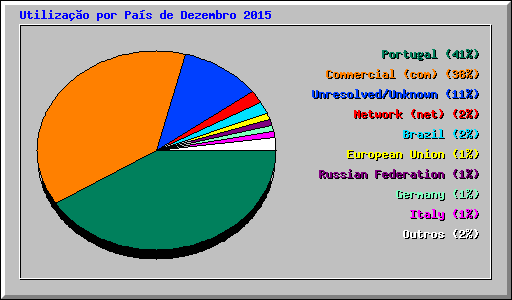 Utilização por País de Dezembro 2015
Portugal (41%)
Commercial (com) (38%)
Unresolved/Unknown (11%)
Network (net) (2%)
Brazil (2%)
European Union (1%)
Russian Federation (1%)
Germany (1%)
Italy (1%)
Outros (2%)